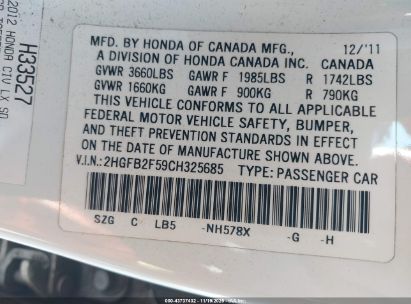 MFD. BY HONDA OF CANADA MFG., 12/'11
A DIVISION OF HONDA CANADA INC. CANADA
GVWR 3660LBS GAWR F 1985LBS R 1742LBS
GVWR 1660KG GAWR F 900KG R 790KG
THIS VEHICLE CONFORMS TO ALL APPLICABLE
FEDERAL MOTOR VEHICLE SAFETY, BUMPER,
AND THEFT PREVENTION STANDARDS IN EFFECT ON
THE DATE OF MANUFACTURE SHOWN ABOVE.
V.I.N.: 2HGFB2F59CH325685 TYPE: PASSENGER CAR
SZG C LB5 -NH578X -G -H
H33527
2012 HONDA CIV LX SD